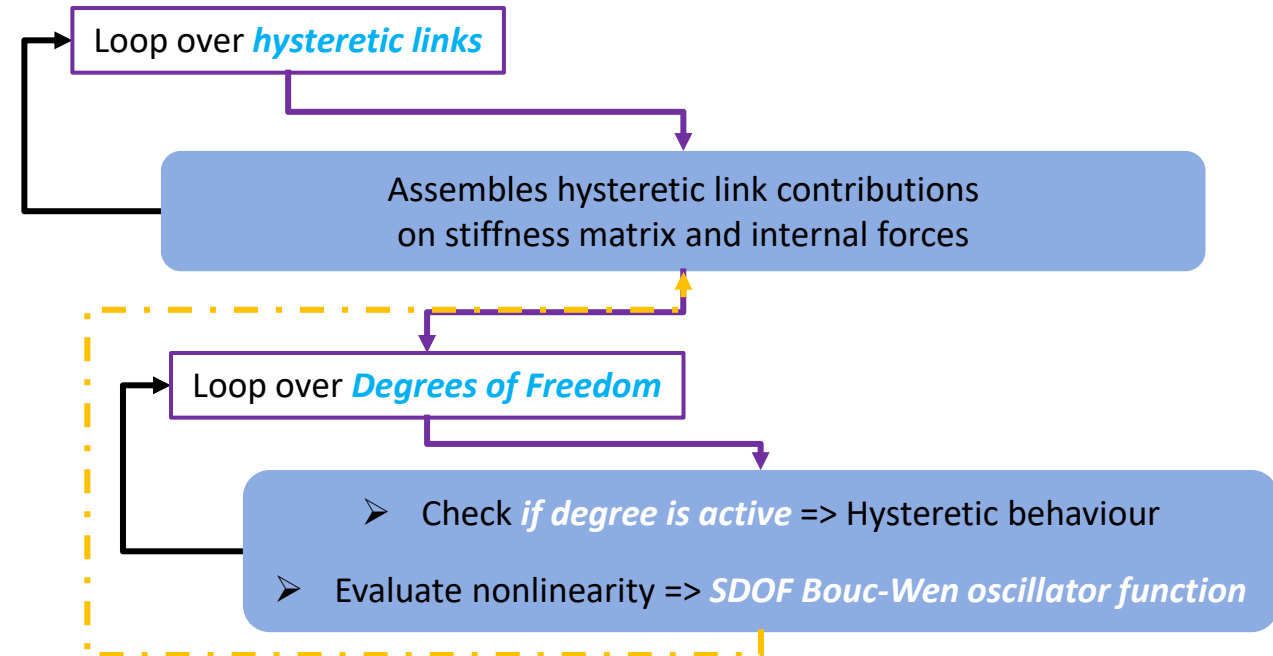 Loop over hysteretic links
Assembles hysteretic link contributions
on stiffness matrix and internal forces
Loop over Degrees of Freedom
➢ Check if degree is active => Hysteretic behaviour
➢ Evaluate nonlinearity => SDOF Bouc-Wen oscillator function